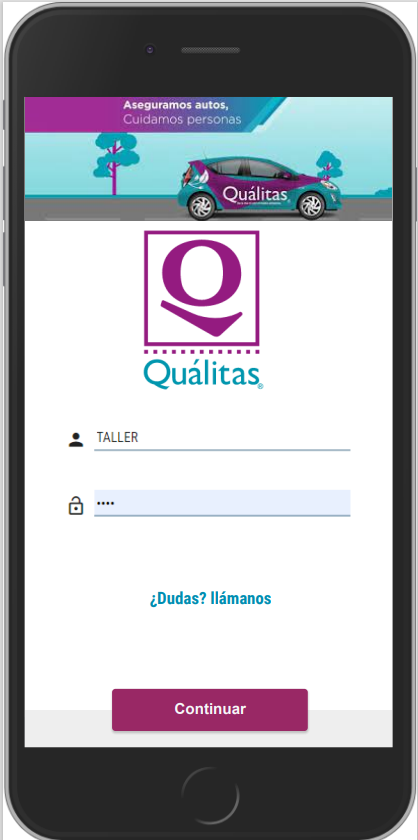 Aseguramos autos,
Cuidamos personas
Quálitas
Q
Quálitas®
TALLER
••••
¿Dudas? llámanos
Continuar